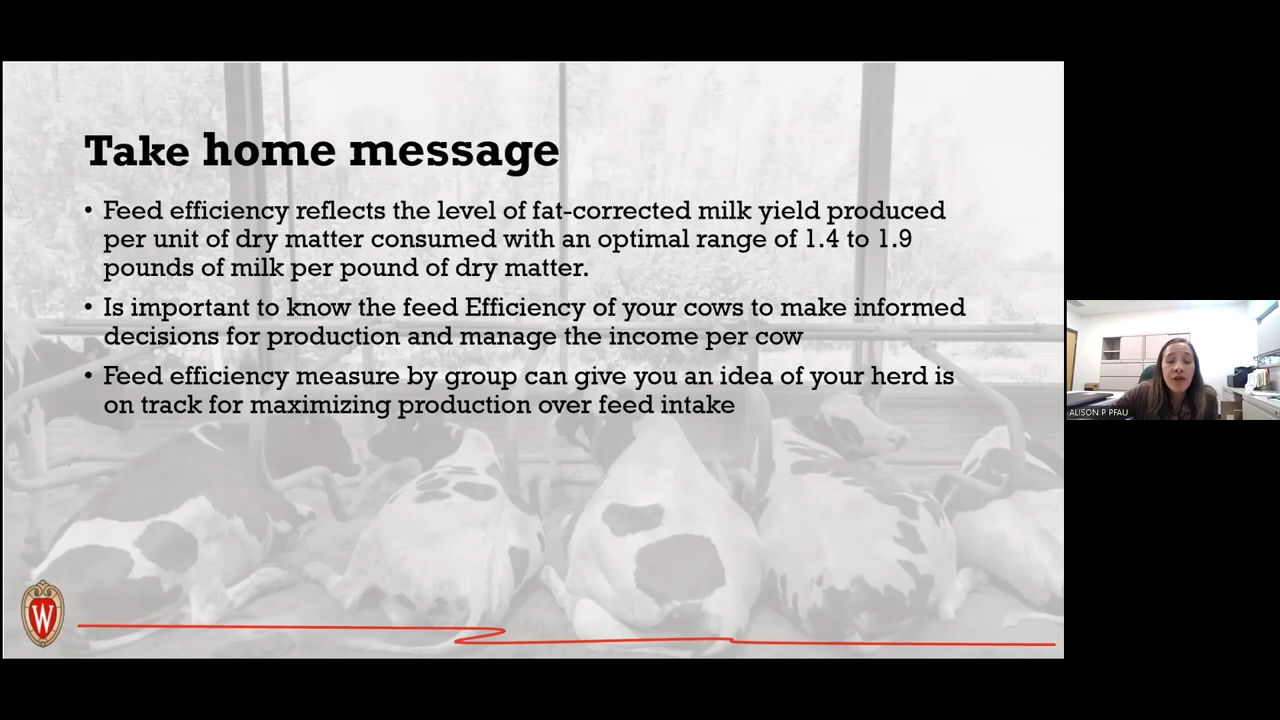 Take home message
• Feed efficiency reflects the level of fat-corrected milk yield produced
per unit of dry matter consumed with an optimal range of 1.4 to 1.9
pounds of milk per pound of dry matter.
• Is important to know the feed Efficiency of your cows to make informed
decisions for production and manage the income per cow
• Feed efficiency measure by group can give you an idea of your herd is
on track for maximizing production over feed intake
W
ALISON P PFAU